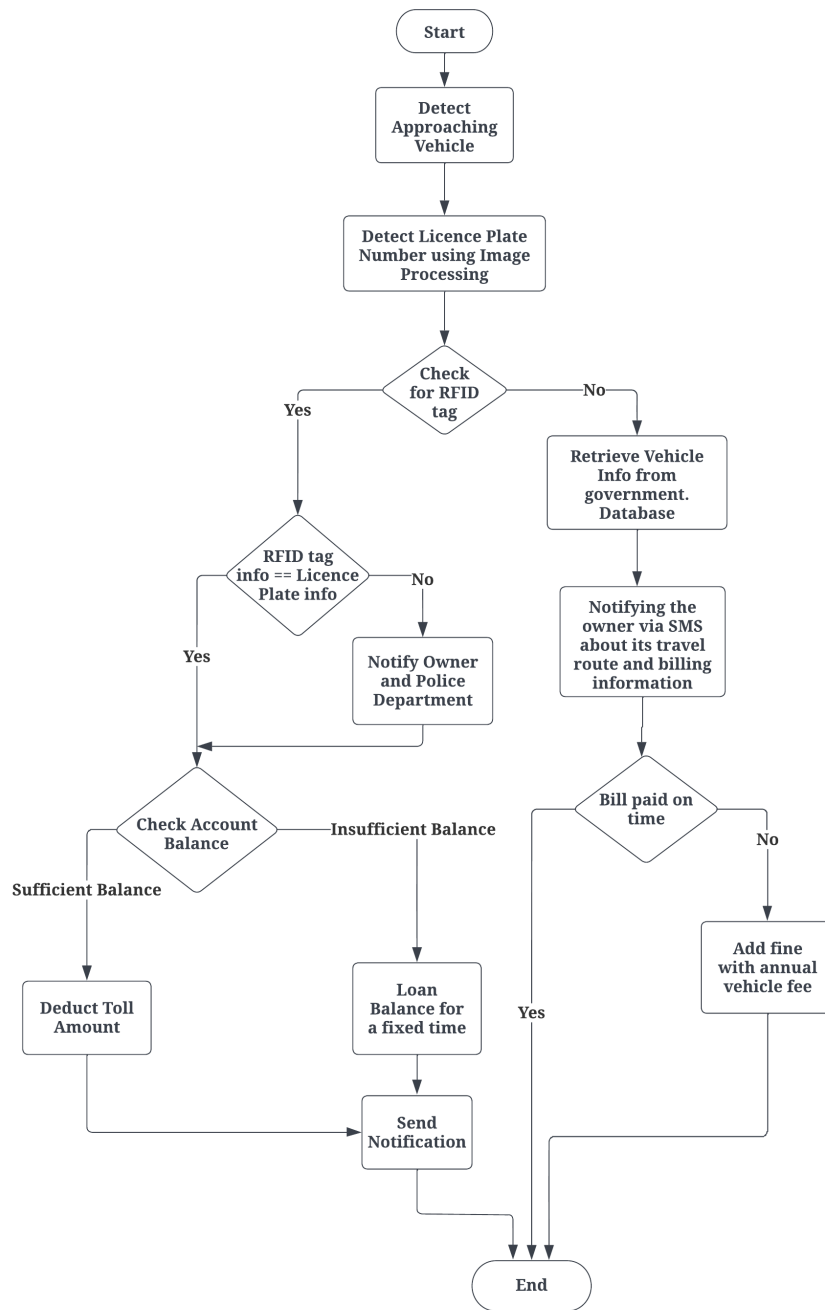 Start
Detect
Approaching
Vehicle
Detect Licence Plate
Number using Image
Processing
Check
for RFID
tag
Yes
No
Retrieve Vehicle
Info from
government.
Database
RFID tag
info == Licence
Plate info
No
Yes
Notify Owner
and Police
Department
Notifying the
owner via SMS
about its travel
route and billing
information
Check Account
Balance
Insufficient Balance
Sufficient Balance
Bill paid on
time
No
Yes
Add fine
with annual
vehicle fee
Deduct Toll
Amount
Loan
Balance for
a fixed time
Send
Notification
End